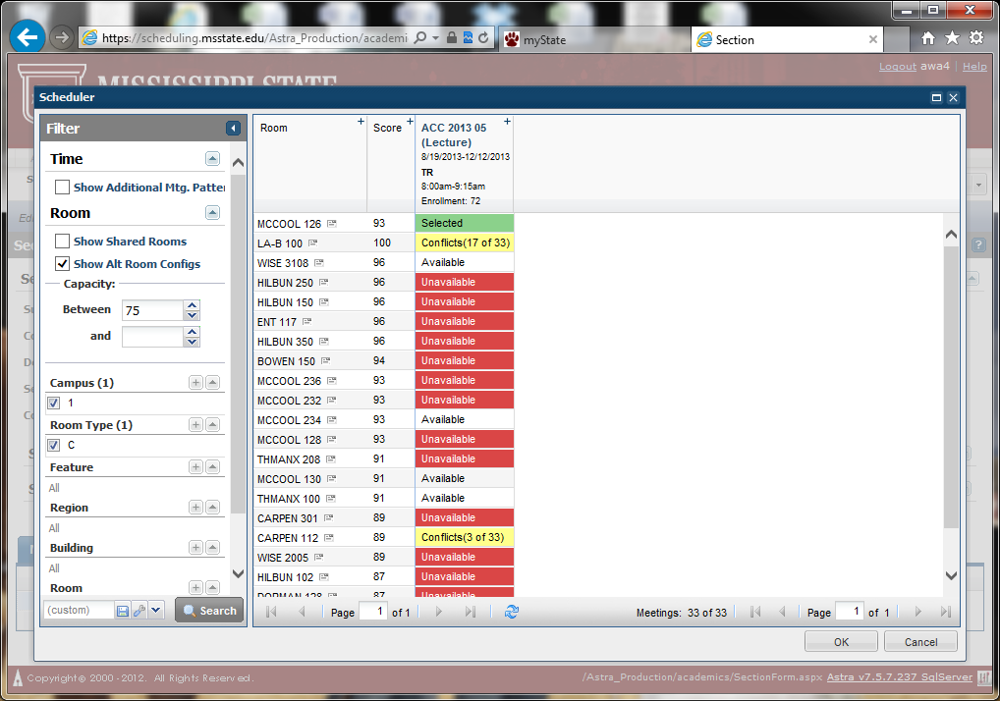 https://scheduling.msstate.edu/Astra_Production/academi
myState
Section
MISSISSIPPI STATE
Logout awa4 | Help
Scheduler
Filter
Time
Show Additional Mtg. Patter
Room
Show Shared Rooms
Show Alt Room Configs
Capacity:
Between 75
and
Campus (1)
1
Room Type (1)
C
Feature
All
Region
All
Building
All
Room
(custom)
Search
Room Score ACC 2013 05
(Lecture)
8/19/2013-12/12/2013
TR
8:00am-9:15am
Enrollment: 72
MCCOOL 126 93 Selected
LA-B 100 100 Conflicts(17 of 33)
WISE 3108 96 Available
HILBUN 250 96 Unavailable
HILBUN 150 96 Unavailable
ENT 117 96 Unavailable
HILBUN 350 96 Unavailable
BOWEN 150 94 Unavailable
MCCOOL 236 93 Unavailable
MCCOOL 232 93 Unavailable
MCCOOL 234 93 Available
MCCOOL 128 93 Unavailable
THMANX 208 91 Unavailable
MCCOOL 130 91 Available
THMANX 100 91 Available
CARPEN 301 89 Unavailable
CARPEN 112 89 Conflicts(3 of 33)
WISE 2005 89 Unavailable
HILBUN 102 87 Unavailable
DORMAN 128 87 Unavailable
Page 1 of 1
Meetings: 33 of 33
Page 1 of 1
OK
Cancel
Copyright© 2000 - 2012. All Rights Reserved.
/Astra_Production/academics/SectionForm.aspx Astra v7.5.7.237 SqlServer